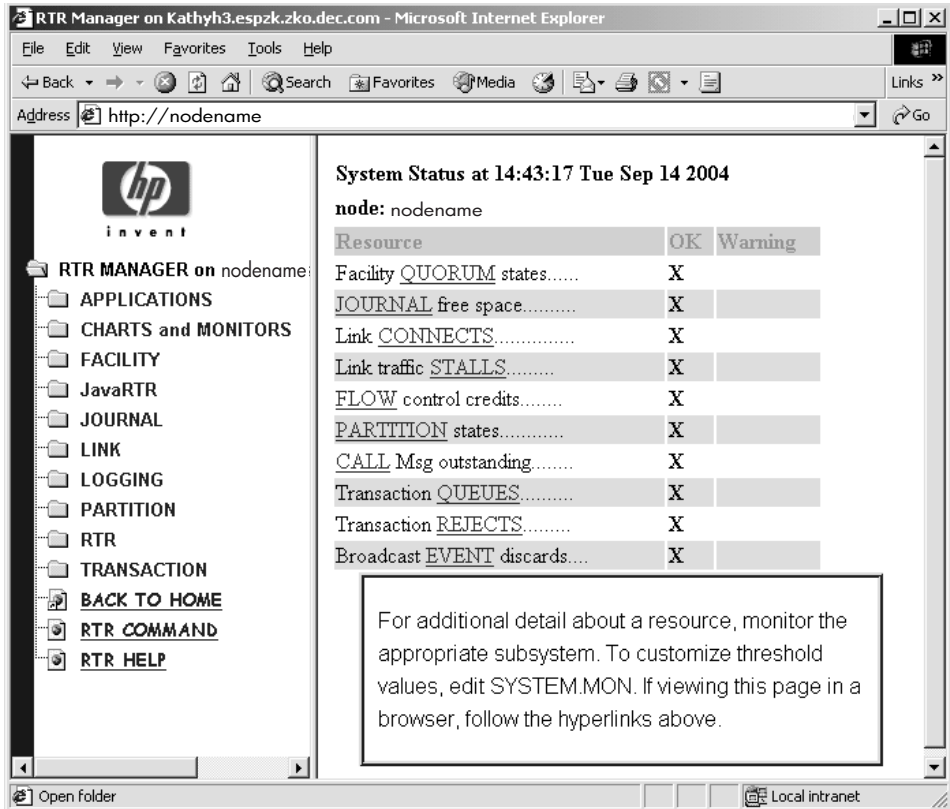 RTR Manager on Kathyh3.espzk.zko.dec.com - Microsoft Internet Explorer
File Edit View Favorites Tools Help
Back Search Favorites Media Links »
Address http://nodename Go
hp
invent
RTR MANAGER on nodename
APPLICATIONS
CHARTS and MONITORS
FACILITY
JavaRTR
JOURNAL
LINK
LOGGING
PARTITION
RTR
TRANSACTION
BACK TO HOME
RTR COMMAND
RTR HELP
System Status at 14:43:17 Tue Sep 14 2004
node: nodename
Resource OK Warning
Facility QUORUM states...... X
JOURNAL free space.......... X
Link CONNECTS............... X
Link traffic STALLS......... X
FLOW control credits........ X
PARTITION states............ X
CALL Msg outstanding........ X
Transaction QUEUES.......... X
Transaction REJECTS......... X
Broadcast EVENT discards.... X
For additional detail about a resource, monitor the
appropriate subsystem. To customize threshold
values, edit SYSTEM.MON. If viewing this page in a
browser, follow the hyperlinks above.
Open folder Local intranet